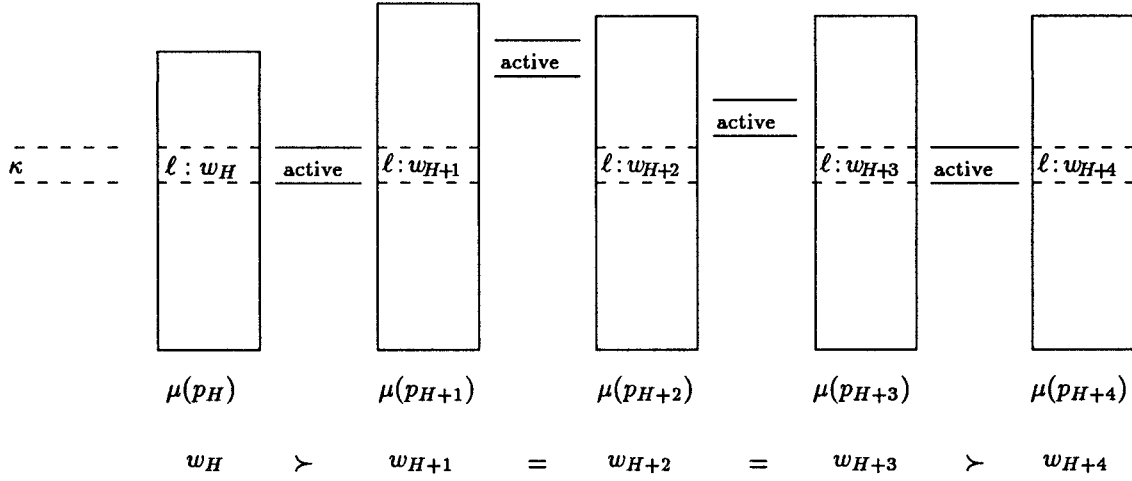 active
active
κ ℓ : w_H active ℓ : w_{H+1} ℓ : w_{H+2} ℓ : w_{H+3} active ℓ : w_{H+4}
μ(p_H) μ(p_{H+1}) μ(p_{H+2}) μ(p_{H+3}) μ(p_{H+4})
w_H ≻ w_{H+1} = w_{H+2} = w_{H+3} ≻ w_{H+4}